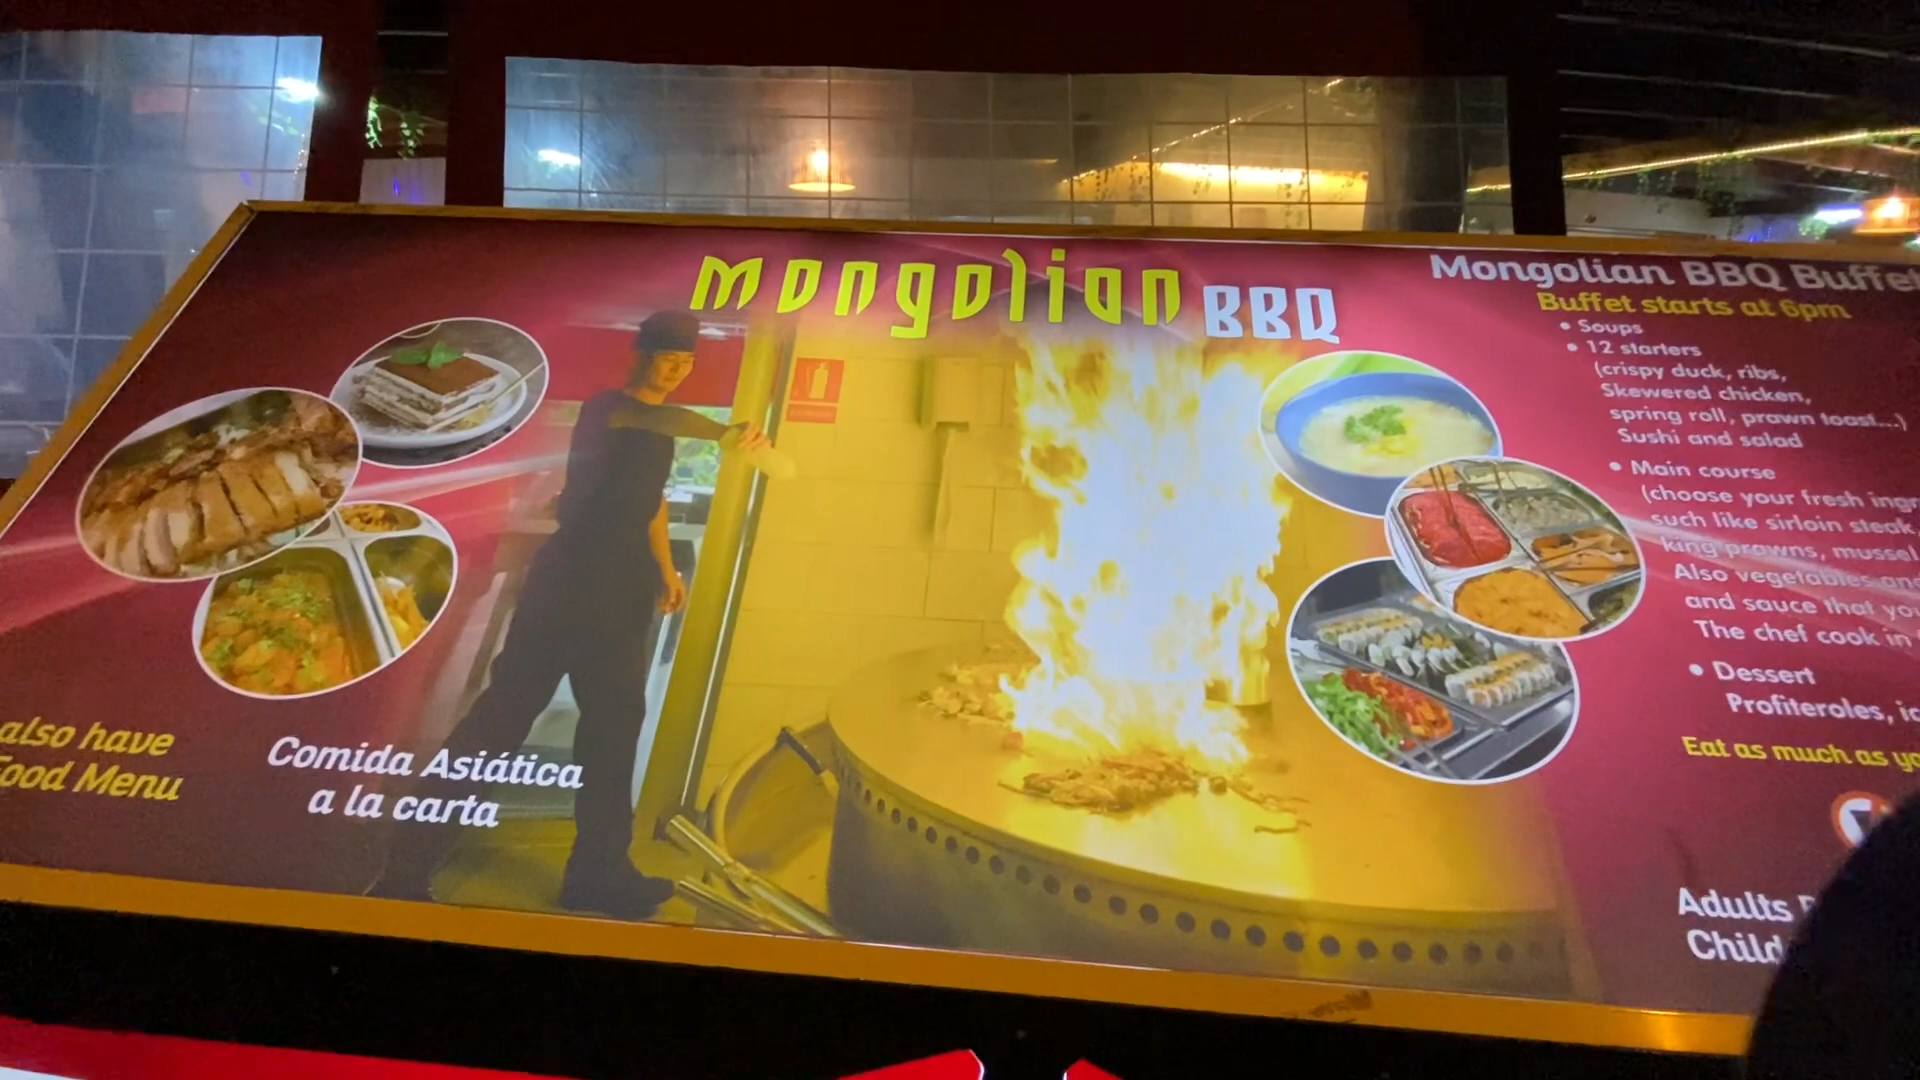 mongolian BBQ
also have
Food Menu
Comida Asiática
a la carta
Mongolian BBQ Buffet
Buffet starts at 6pm
• Soups
• 12 starters
(crispy duck, ribs,
Skewered chicken,
spring roll, prawn toast...)
Sushi and salad
• Main course
(choose your fresh
such like sirloin steak,
king prawns, mussel
Also vegetables and
and sauce that you
The chef cook in
• Dessert
Profiteroles,
Eat as much as
Adults